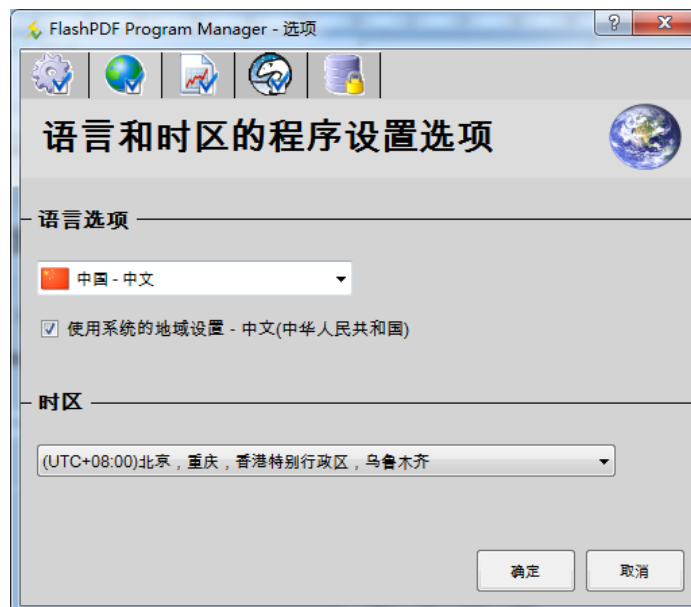 FlashPDF Program Manager - 选项
语言和时区的程序设置选项
语言选项
中国 - 中文
使用系统的地域设置 - 中文(中华人民共和国)
时区
(UTC+08:00)北京，重庆，香港特别行政区，乌鲁木齐
确定
取消